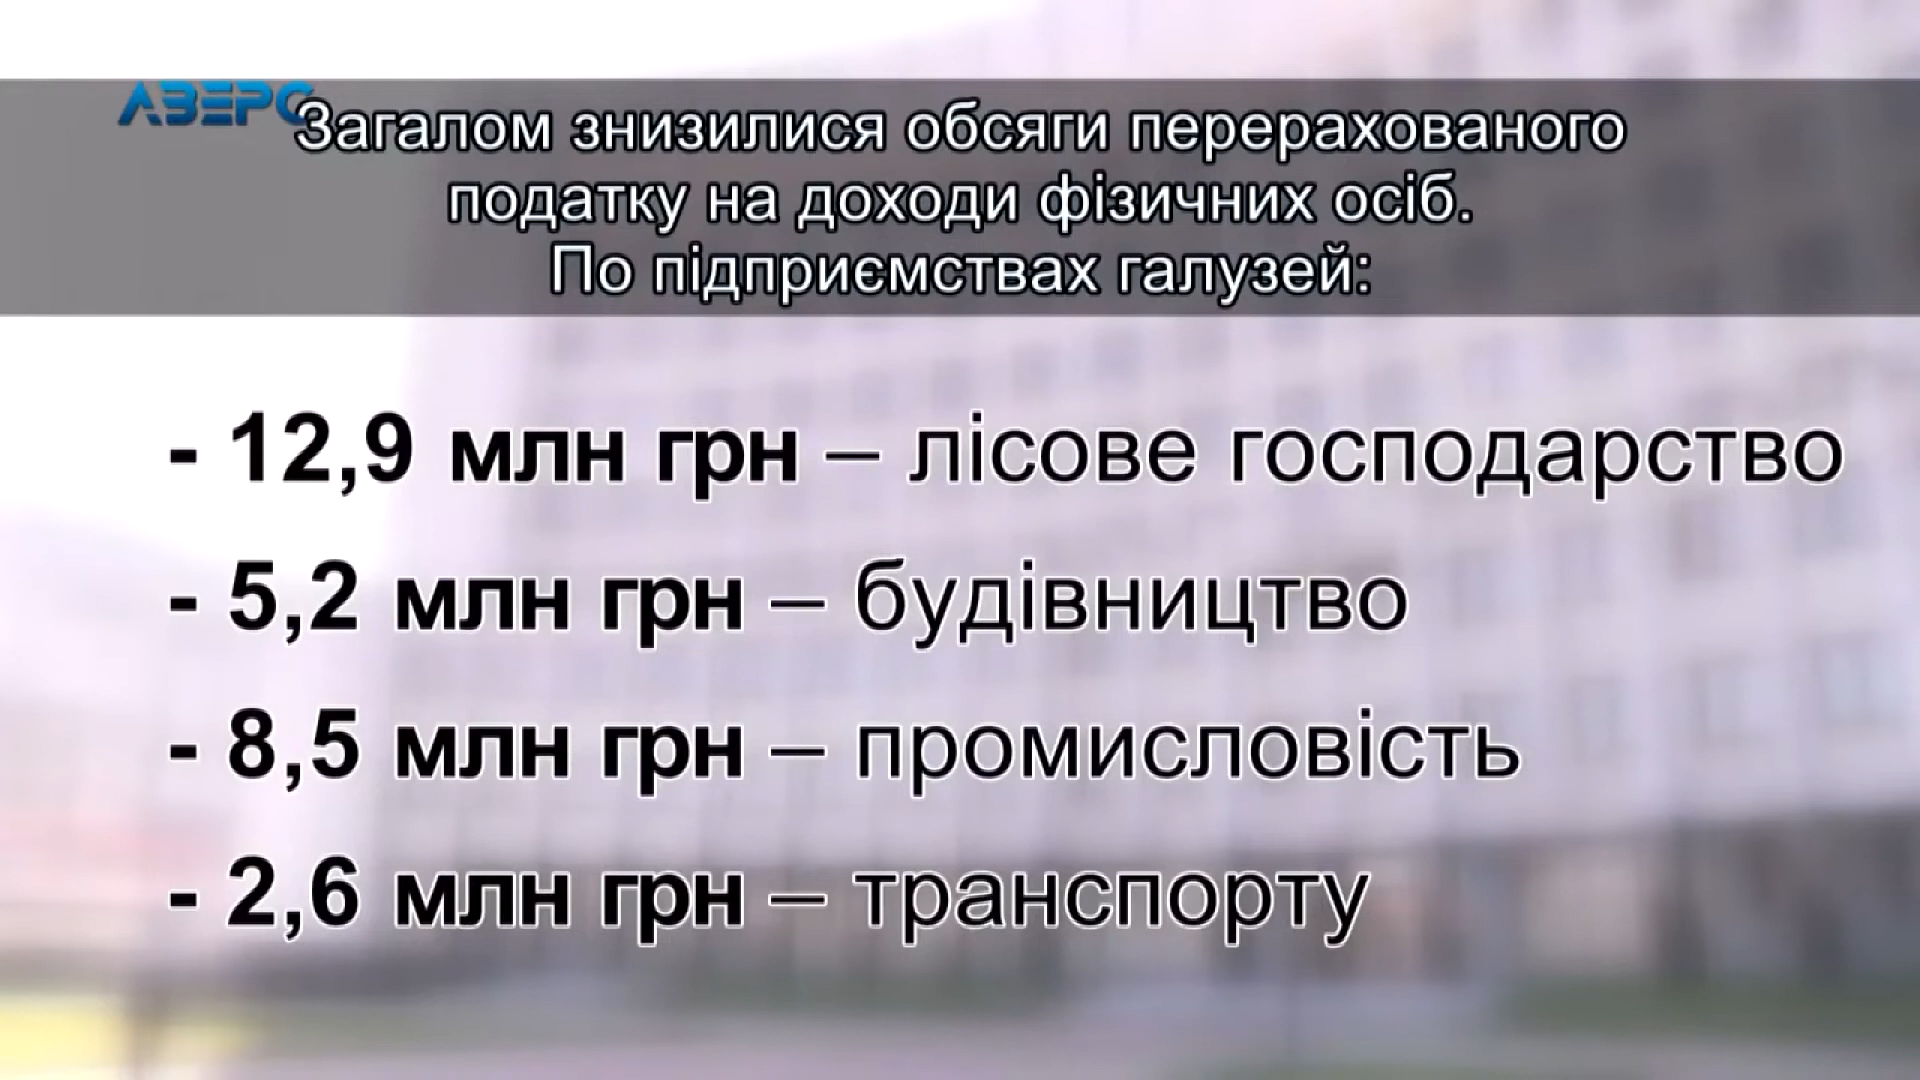 АВЕРС
Загалом знизилися обсяги перерахованого
податку на доходи фізичних осіб.
По підприємствах галузей:
- 12,9 млн грн – лісове господарство
- 5,2 млн грн – будівництво
- 8,5 млн грн – промисловість
- 2,6 млн грн – транспорту